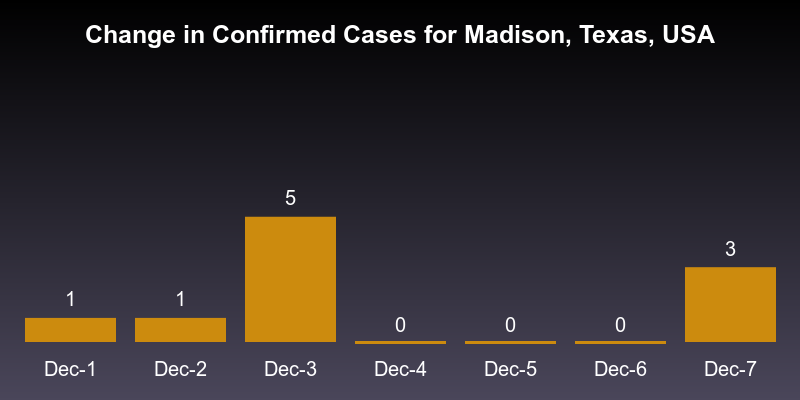 Change in Confirmed Cases for Madison, Texas, USA
5
3
1 1
0 0 0
Dec-1 Dec-2 Dec-3 Dec-4 Dec-5 Dec-6 Dec-7